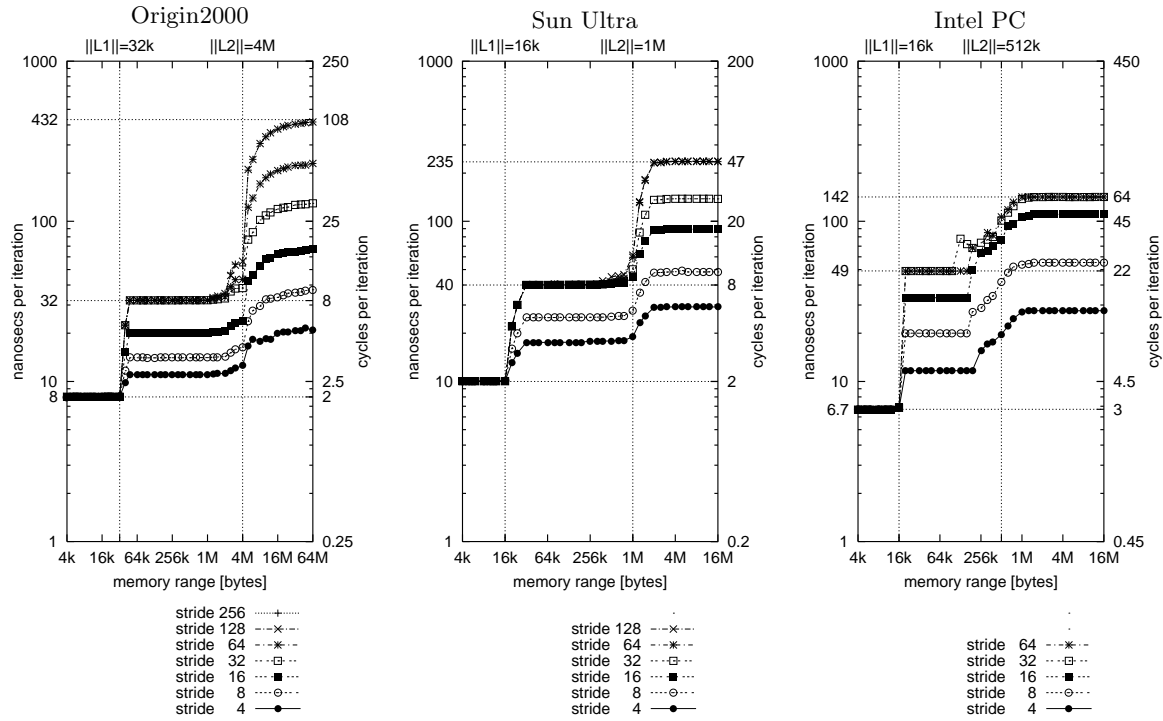 Origin2000
||L1||=32k ||L2||=4M
1000
432
100
32
10
8
1
250
108
25
8
2.5
2
0.25
nanosecs per iteration
cycles per iteration
4k 16k 64k 256k 1M 4M 16M 64M
memory range [bytes]
stride 256
stride 128
stride 64
stride 32
stride 16
stride 8
stride 4
Sun Ultra
||L1||=16k ||L2||=1M
1000
235
100
40
10
1
200
47
20
8
2
0.2
nanosecs per iteration
cycles per iteration
4k 16k 64k 256k 1M 4M 16M
memory range [bytes]
stride 128
stride 64
stride 32
stride 16
stride 8
stride 4
Intel PC
||L1||=16k ||L2||=512k
1000
142
100
49
10
6.7
1
450
64
45
22
4.5
3
0.45
nanosecs per iteration
cycles per iteration
4k 16k 64k 256k 1M 4M 16M
memory range [bytes]
stride 64
stride 32
stride 16
stride 8
stride 4